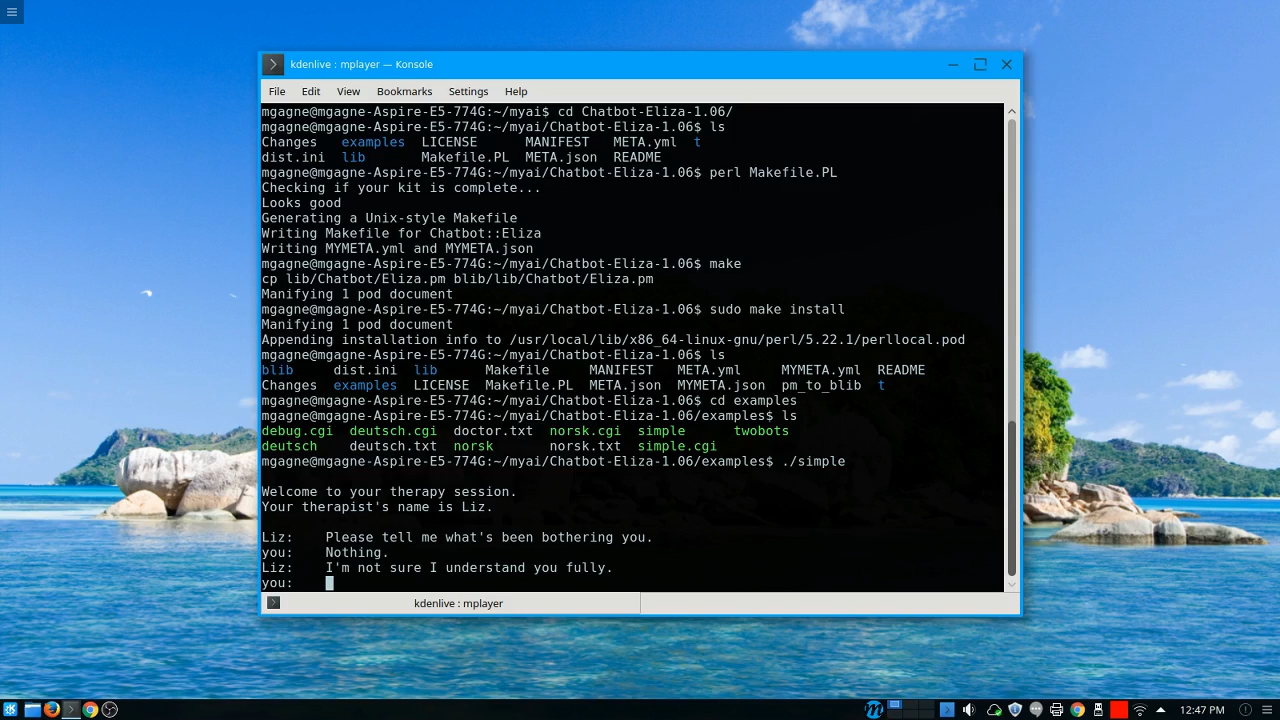 kdenlive : mplayer — Konsole
File Edit View Bookmarks Settings Help
mgagne@mgagne-Aspire-E5-774G:~/myai$ cd Chatbot-Eliza-1.06/
mgagne@mgagne-Aspire-E5-774G:~/myai/Chatbot-Eliza-1.06$ ls
Changes examples LICENSE MANIFEST META.yml t
dist.ini lib Makefile.PL META.json README
mgagne@mgagne-Aspire-E5-774G:~/myai/Chatbot-Eliza-1.06$ perl Makefile.PL
Checking if your kit is complete...
Looks good
Generating a Unix-style Makefile
Writing Makefile for Chatbot::Eliza
Writing MYMETA.yml and MYMETA.json
mgagne@mgagne-Aspire-E5-774G:~/myai/Chatbot-Eliza-1.06$ make
cp lib/Chatbot/Eliza.pm blib/lib/Chatbot/Eliza.pm
Manifying 1 pod document
mgagne@mgagne-Aspire-E5-774G:~/myai/Chatbot-Eliza-1.06$ sudo make install
Manifying 1 pod document
Appending installation info to /usr/local/lib/x86_64-linux-gnu/perl/5.22.1/perllocal.pod
mgagne@mgagne-Aspire-E5-774G:~/myai/Chatbot-Eliza-1.06$ ls
blib dist.ini lib Makefile MANIFEST META.yml MYMETA.yml README
Changes examples LICENSE Makefile.PL META.json MYMETA.json pm_to_blib t
mgagne@mgagne-Aspire-E5-774G:~/myai/Chatbot-Eliza-1.06$ cd examples
mgagne@mgagne-Aspire-E5-774G:~/myai/Chatbot-Eliza-1.06/examples$ ls
debug.cgi deutsch.cgi doctor.txt norsk.cgi simple twobots
deutsch deutsch.txt norsk norsk.txt simple.cgi
mgagne@mgagne-Aspire-E5-774G:~/myai/Chatbot-Eliza-1.06/examples$ ./simple
Welcome to your therapy session.
Your therapist's name is Liz.
Liz: Please tell me what's been bothering you.
you: Nothing.
Liz: I'm not sure I understand you fully.
you:
kdenlive : mplayer
12:47 PM